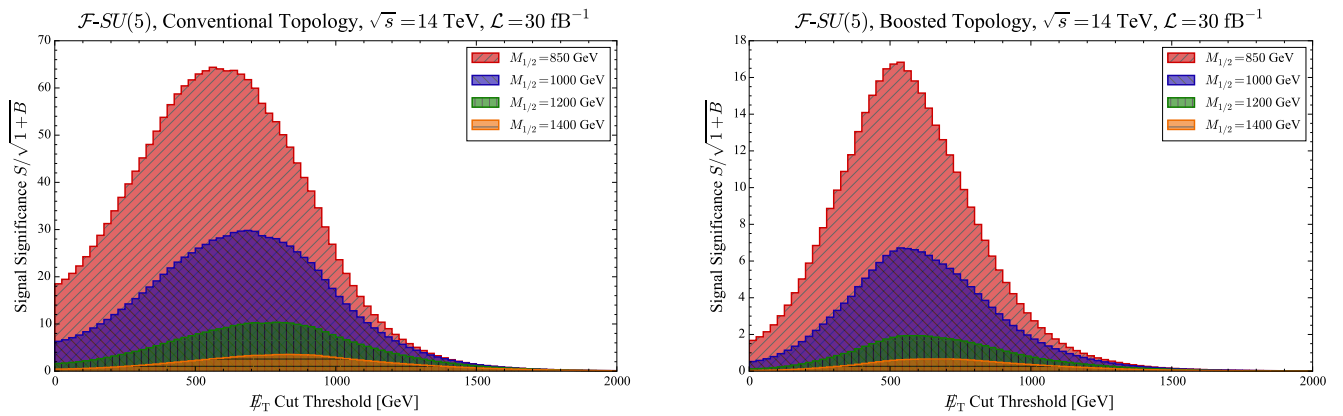 F-SU(5), Conventional Topology, √s = 14 TeV, L = 30 fB⁻¹
Signal Significance S/√1+B
70
60
50
40
30
20
10
0
M1/2 = 850 GeV
M1/2 = 1000 GeV
M1/2 = 1200 GeV
M1/2 = 1400 GeV
0 500 1000 1500 2000
E̸T Cut Threshold [GeV]
F-SU(5), Boosted Topology, √s = 14 TeV, L = 30 fB⁻¹
Signal Significance S/√1+B
18
16
14
12
10
8
6
4
2
0
M1/2 = 850 GeV
M1/2 = 1000 GeV
M1/2 = 1200 GeV
M1/2 = 1400 GeV
0 500 1000 1500 2000
E̸T Cut Threshold [GeV]